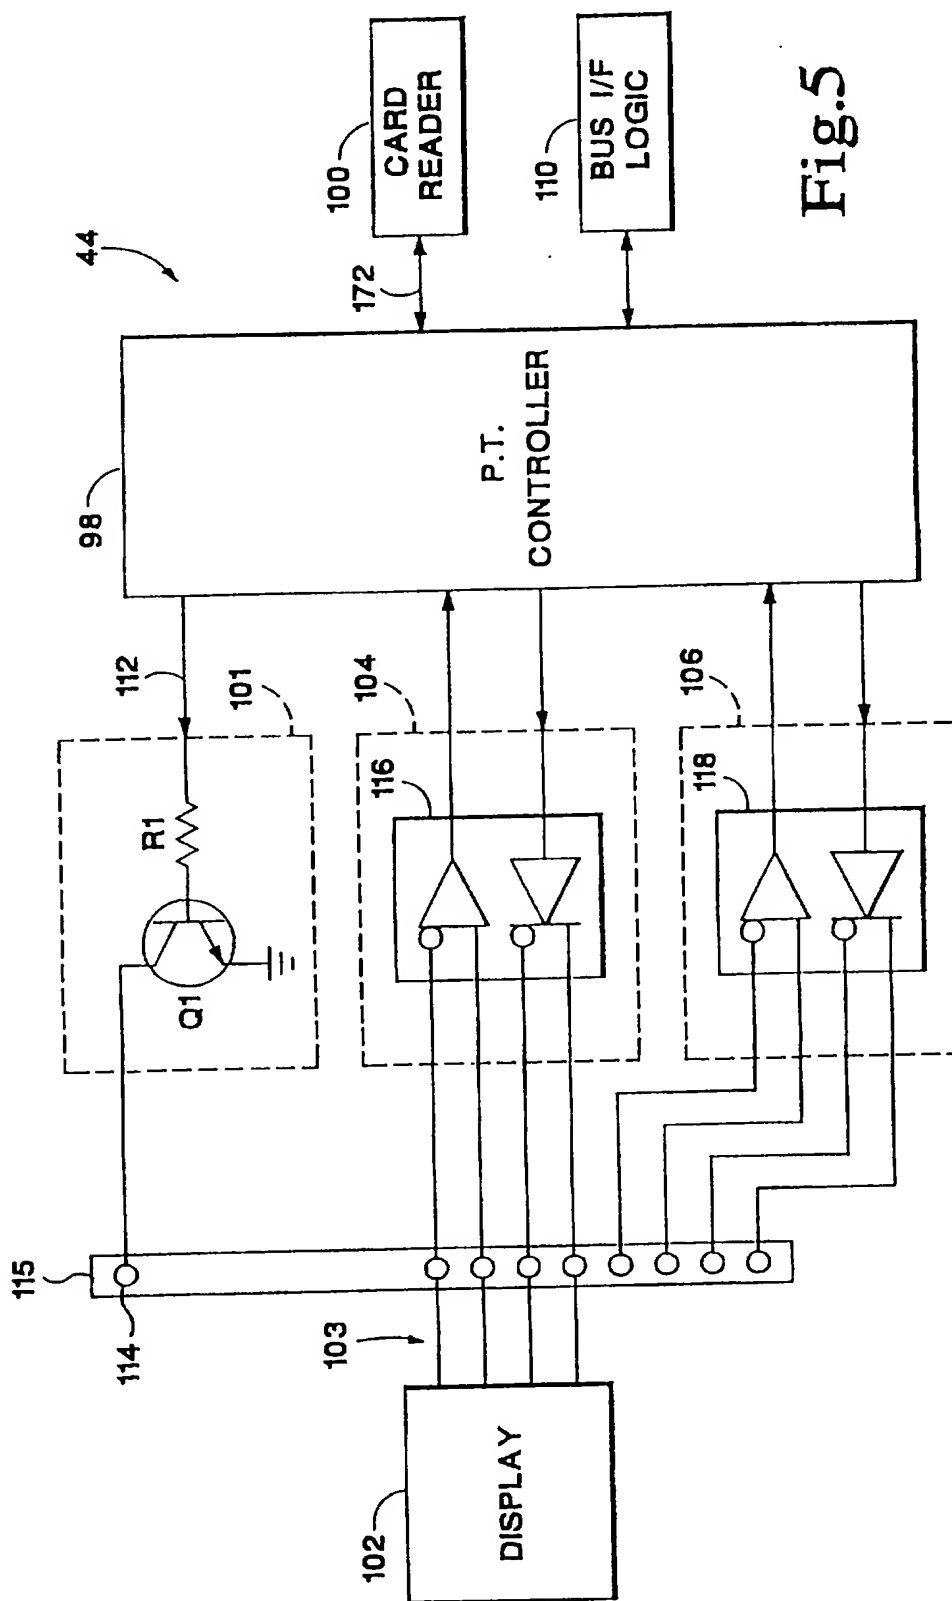 44
98
100
CARD
READER
172
110
BUS I/F
LOGIC
P.T.
CONTROLLER
112
101
R1
Q1
104
116
106
118
115
114
103
102
DISPLAY
Fig.5